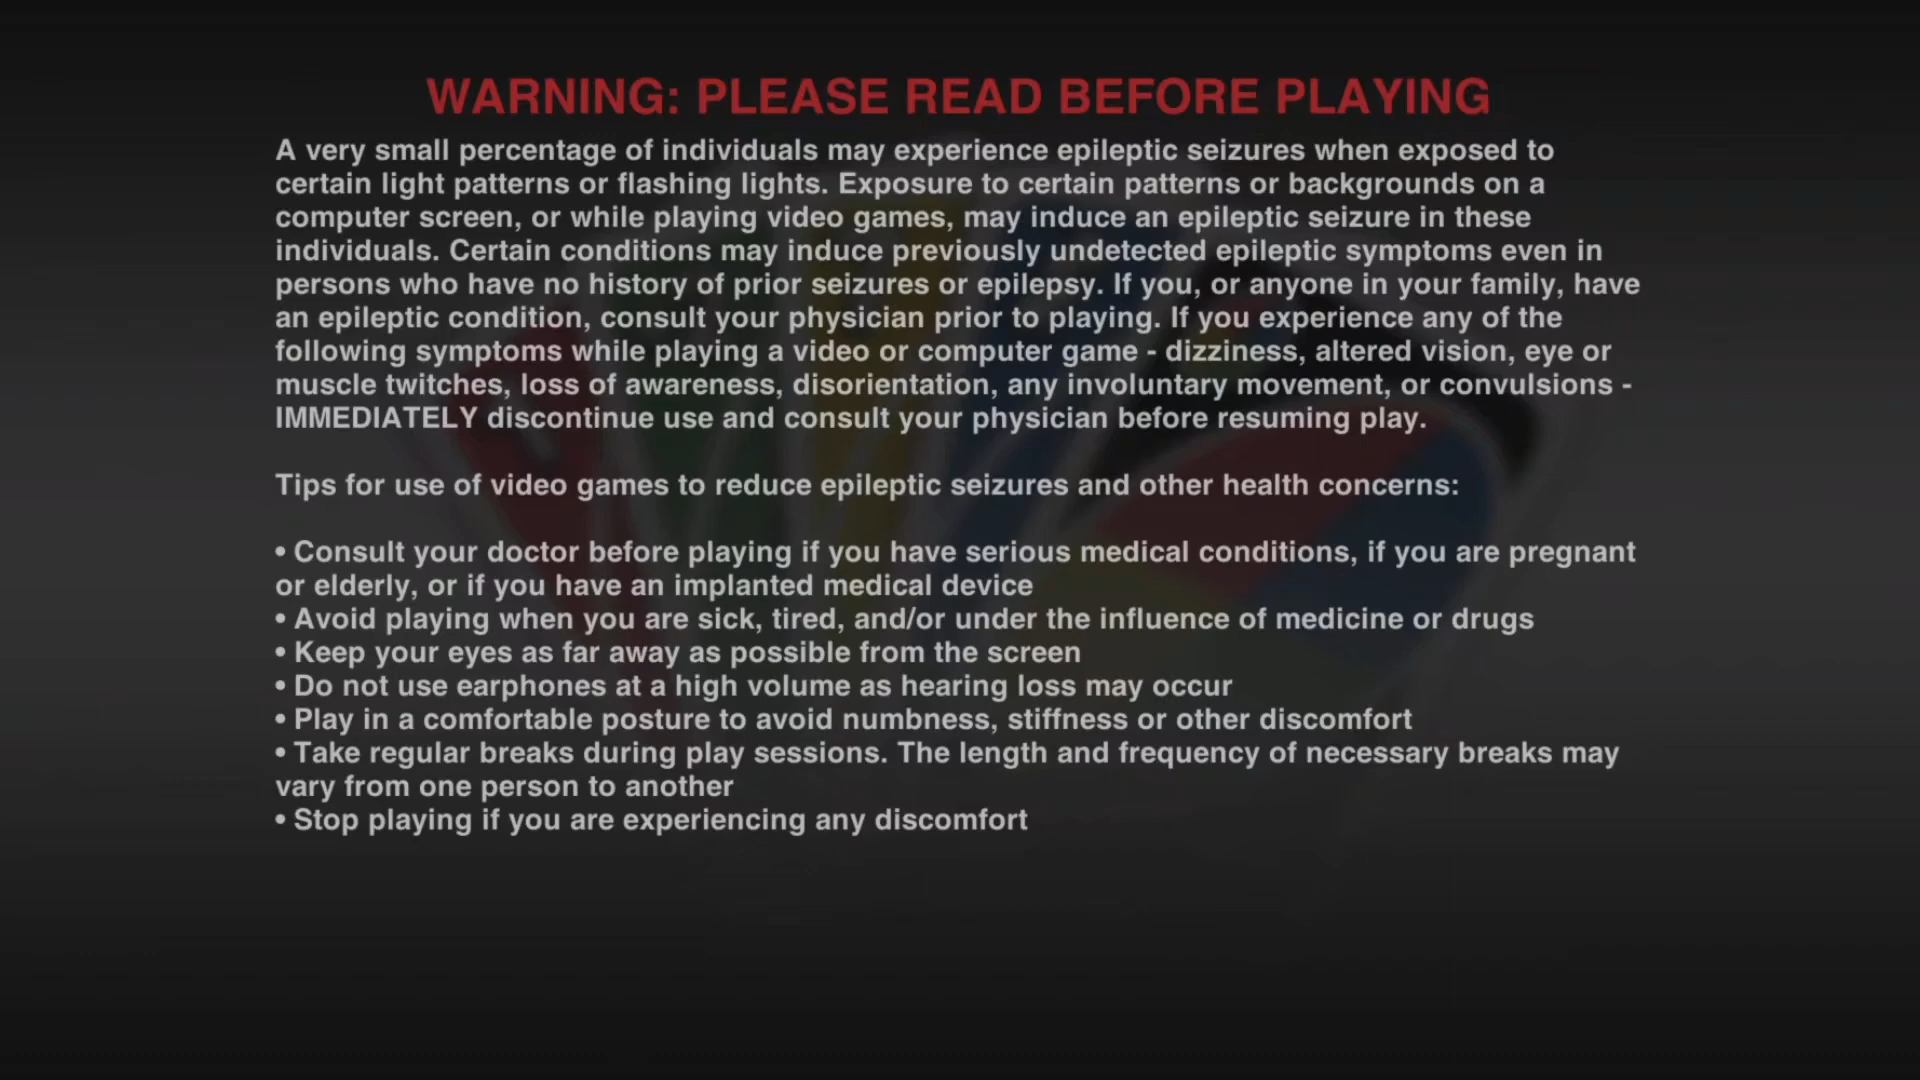 WARNING: PLEASE READ BEFORE PLAYING
A very small percentage of individuals may experience epileptic seizures when exposed to
certain light patterns or flashing lights. Exposure to certain patterns or backgrounds on a
computer screen, or while playing video games, may induce an epileptic seizure in these
individuals. Certain conditions may induce previously undetected epileptic symptoms even in
persons who have no history of prior seizures or epilepsy. If you, or anyone in your family, have
an epileptic condition, consult your physician prior to playing. If you experience any of the
following symptoms while playing a video or computer game - dizziness, altered vision, eye or
muscle twitches, loss of awareness, disorientation, any involuntary movement, or convulsions -
IMMEDIATELY discontinue use and consult your physician before resuming play.
Tips for use of video games to reduce epileptic seizures and other health concerns:
• Consult your doctor before playing if you have serious medical conditions, if you are pregnant
or elderly, or if you have an implanted medical device
• Avoid playing when you are sick, tired, and/or under the influence of medicine or drugs
• Keep your eyes as far away as possible from the screen
• Do not use earphones at a high volume as hearing loss may occur
• Play in a comfortable posture to avoid numbness, stiffness or other discomfort
• Take regular breaks during play sessions. The length and frequency of necessary breaks may
vary from one person to another
• Stop playing if you are experiencing any discomfort